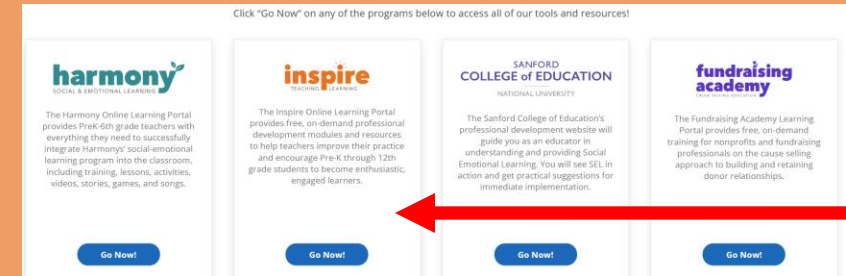 Click "Go Now" on any of the programs below to access all of our tools and resources!
harmony
SOCIAL & EMOTIONAL LEARNING
The Harmony Online Learning Portal
provides PreK-6th grade teachers with
everything they need to successfully
integrate Harmonys' social-emotional
learning program into the classroom,
including training, lessons, activities,
videos, stories, games, and songs.
Go Now!
inspire
TEACHING & LEARNING
The Inspire Online Learning Portal
provides free, on-demand professional
development modules and resources
to help teachers improve their practice
and encourage Pre-K through 12th
grade students to become enthusiastic,
engaged learners.
Go Now!
SANFORD
COLLEGE of EDUCATION
NATIONAL UNIVERSITY
The Sanford College of Education's
professional development website will
guide you as an educator in
understanding and providing Social
Emotional Learning. You will see SEL in
action and get practical suggestions for
immediate implementation.
Go Now!
fundraising
academy
CAUSE SELLING EDUCATION
The Fundraising Academy Learning
Portal provides free, on-demand
training for nonprofits and fundraising
professionals on the cause selling
approach to building and retaining
donor relationships.
Go Now!